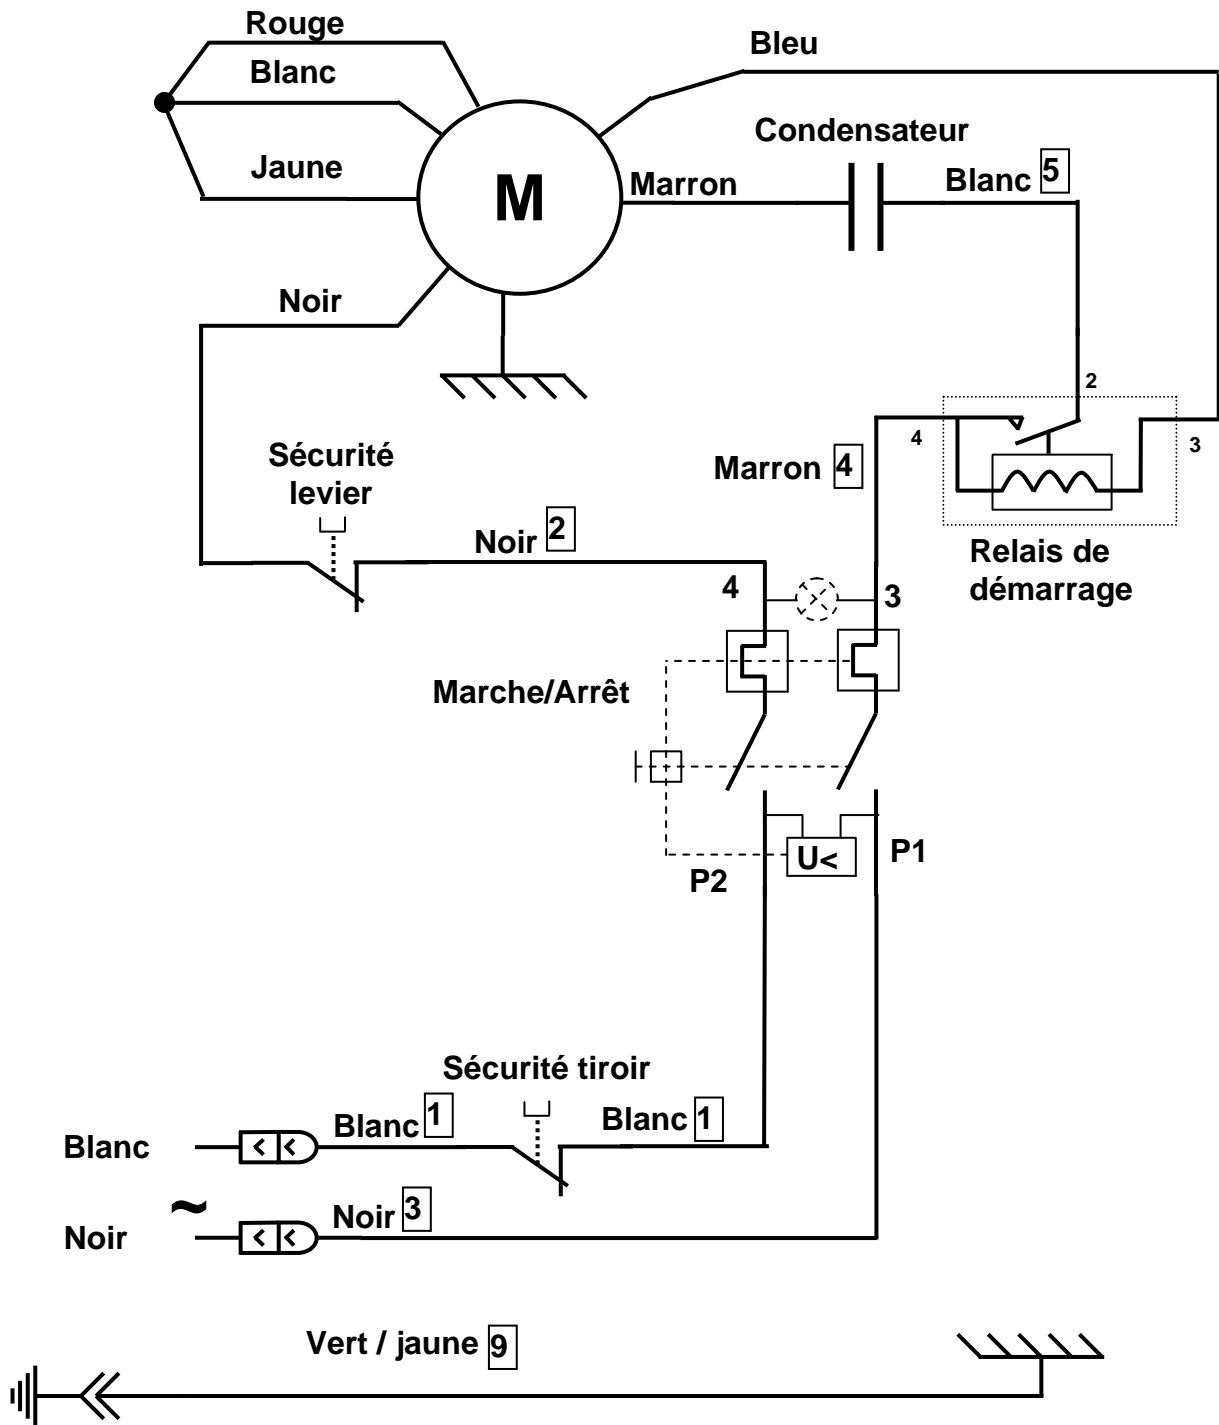 Rouge
Bleu
Blanc
Condensateur
Jaune
M
Marron
Blanc 5
Noir
2
4
3
Sécurité
levier
Marron 4
Noir 2
Relais de
démarrage
4
3
Marche/Arrêt
U<
P1
P2
Sécurité tiroir
Blanc 1
Blanc 1
Blanc
~
Noir 3
Noir
Vert / jaune 9